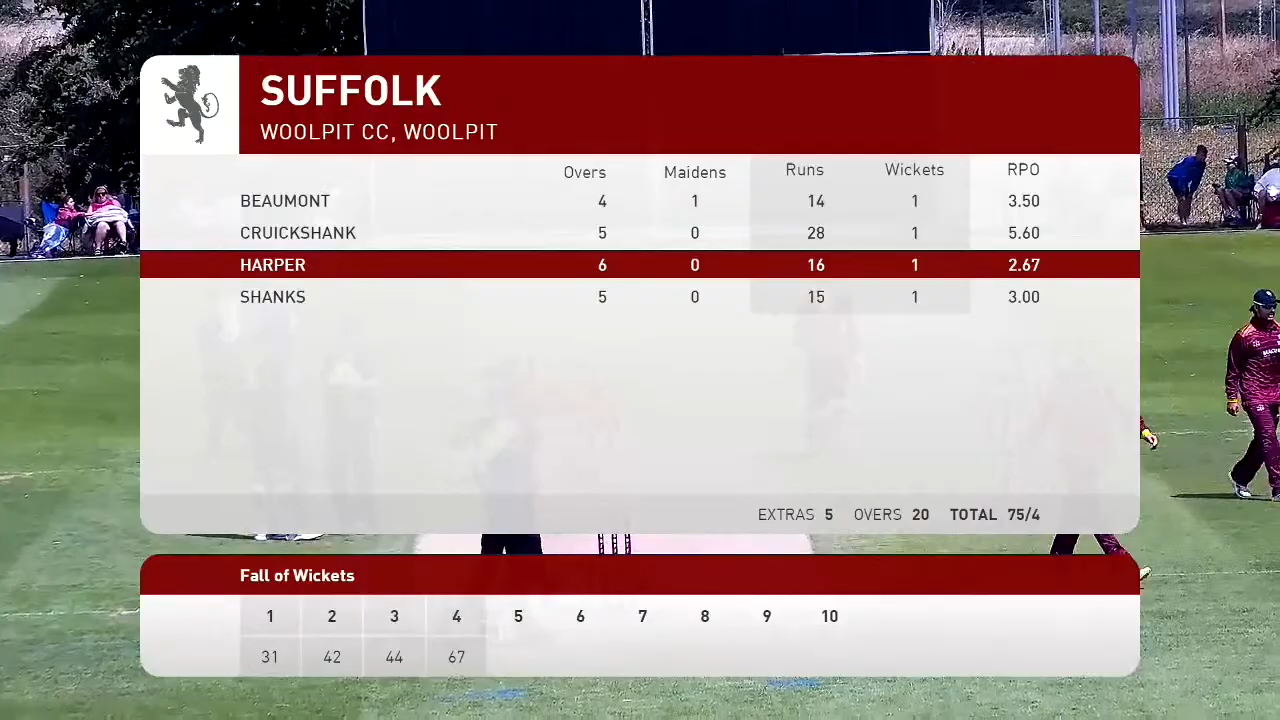 SUFFOLK
WOOLPIT CC, WOOLPIT
Overs Maidens Runs Wickets RPO
BEAUMONT 4 1 14 1 3.50
CRUICKSHANK 5 0 28 1 5.60
HARPER 6 0 16 1 2.67
SHANKS 5 0 15 1 3.00
EXTRAS 5 OVERS 20 TOTAL 75/4
Fall of Wickets
1 2 3 4 5 6 7 8 9 10
31 42 44 67